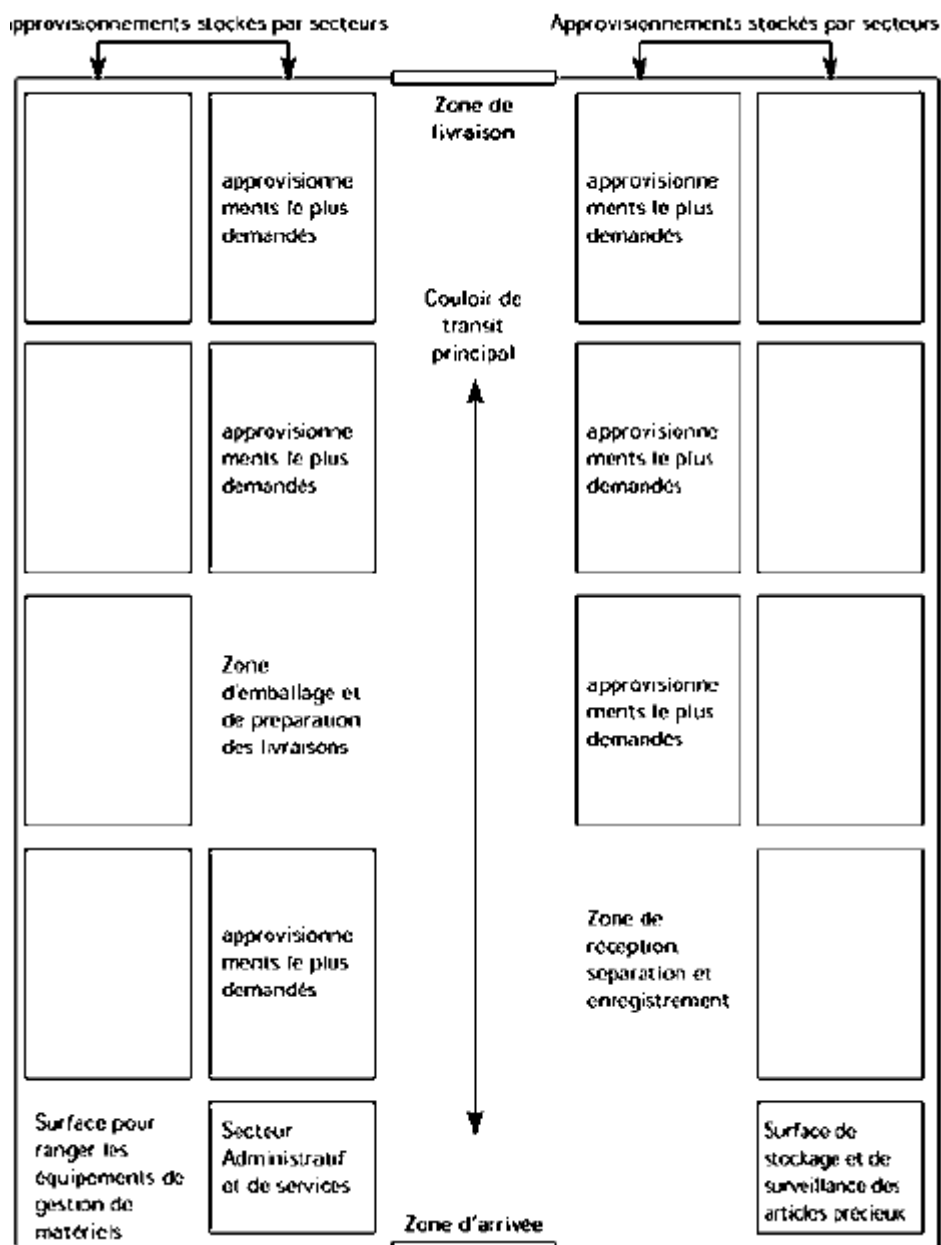 approvisionnements stockés par secteurs
Approvisionnements stockés par secteurs
Zone de
livraison
approvisionne
ments le plus
demandés
approvisionne
ments le plus
demandés
Couloir de
transit
principal
approvisionne
ments le plus
demandés
approvisionne
ments le plus
demandés
Zone
d'emballage et
de preparation
des livraisons
approvisionne
ments le plus
demandés
approvisionne
ments le plus
demandés
Zone de
réception,
separation et
enregistrement
Surface pour
ranger les
équipements de
gestion de
matériels
Secteur
Administratif
et de services
Surface de
stockage et de
surveillance des
articles précieux
Zone d'arrivée